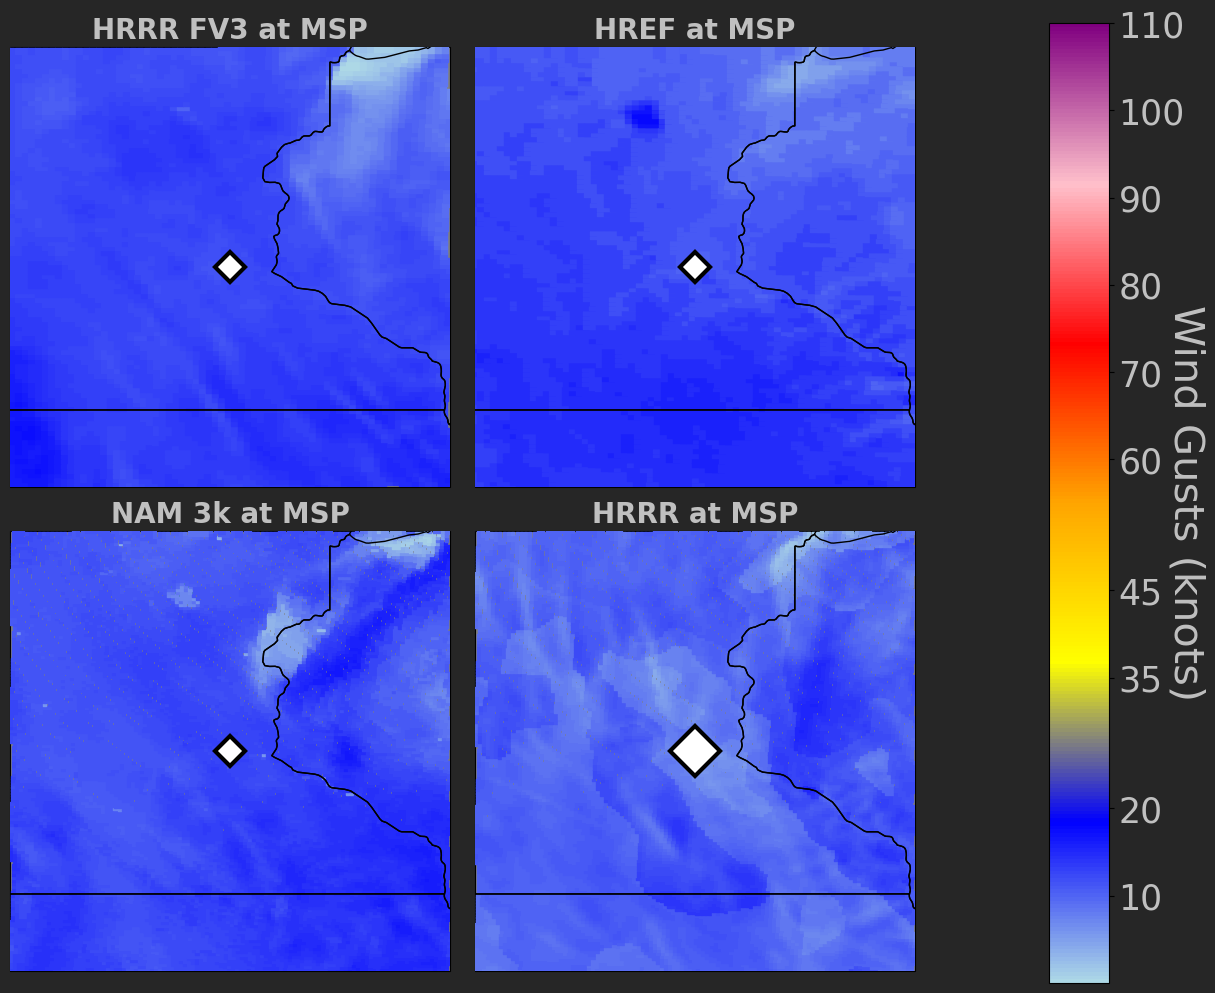 HRRR FV3 at MSP
HREF at MSP
NAM 3k at MSP
HRRR at MSP
110
100
90
80
70
60
45
35
20
10
Wind Gusts (knots)